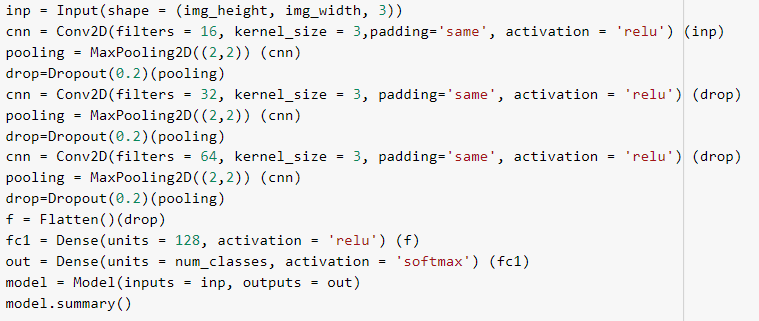 inp = Input(shape = (img_height, img_width, 3))
cnn = Conv2D(filters = 16, kernel_size = 3,padding='same', activation = 'relu') (inp)
pooling = MaxPooling2D((2,2)) (cnn)
drop=Dropout(0.2)(pooling)
cnn = Conv2D(filters = 32, kernel_size = 3, padding='same', activation = 'relu') (drop)
pooling = MaxPooling2D((2,2)) (cnn)
drop=Dropout(0.2)(pooling)
cnn = Conv2D(filters = 64, kernel_size = 3, padding='same', activation = 'relu') (drop)
pooling = MaxPooling2D((2,2)) (cnn)
drop=Dropout(0.2)(pooling)
f = Flatten()(drop)
fc1 = Dense(units = 128, activation = 'relu') (f)
out = Dense(units = num_classes, activation = 'softmax') (fc1)
model = Model(inputs = inp, outputs = out)
model.summary()